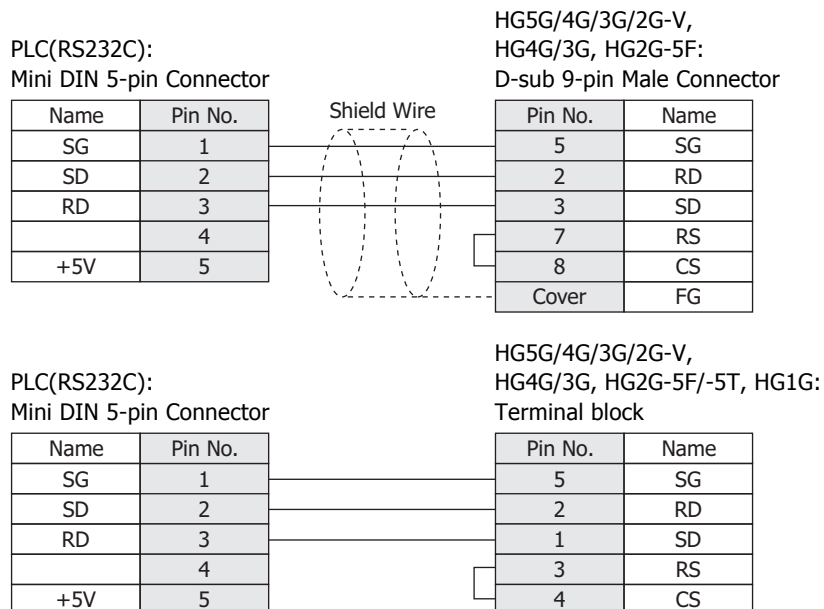 PLC(RS232C):
Mini DIN 5-pin Connector
HG5G/4G/3G/2G-V,
HG4G/3G, HG2G-5F:
D-sub 9-pin Male Connector
Name Pin No. Shield Wire Pin No. Name
SG 1 5 SG
SD 2 2 RD
RD 3 3 SD
4 7 RS
+5V 5 8 CS
Cover FG
PLC(RS232C):
Mini DIN 5-pin Connector
HG5G/4G/3G/2G-V,
HG4G/3G, HG2G-5F/-5T, HG1G:
Terminal block
Name Pin No. Pin No. Name
SG 1 5 SG
SD 2 2 RD
RD 3 1 SD
4 3 RS
+5V 5 4 CS